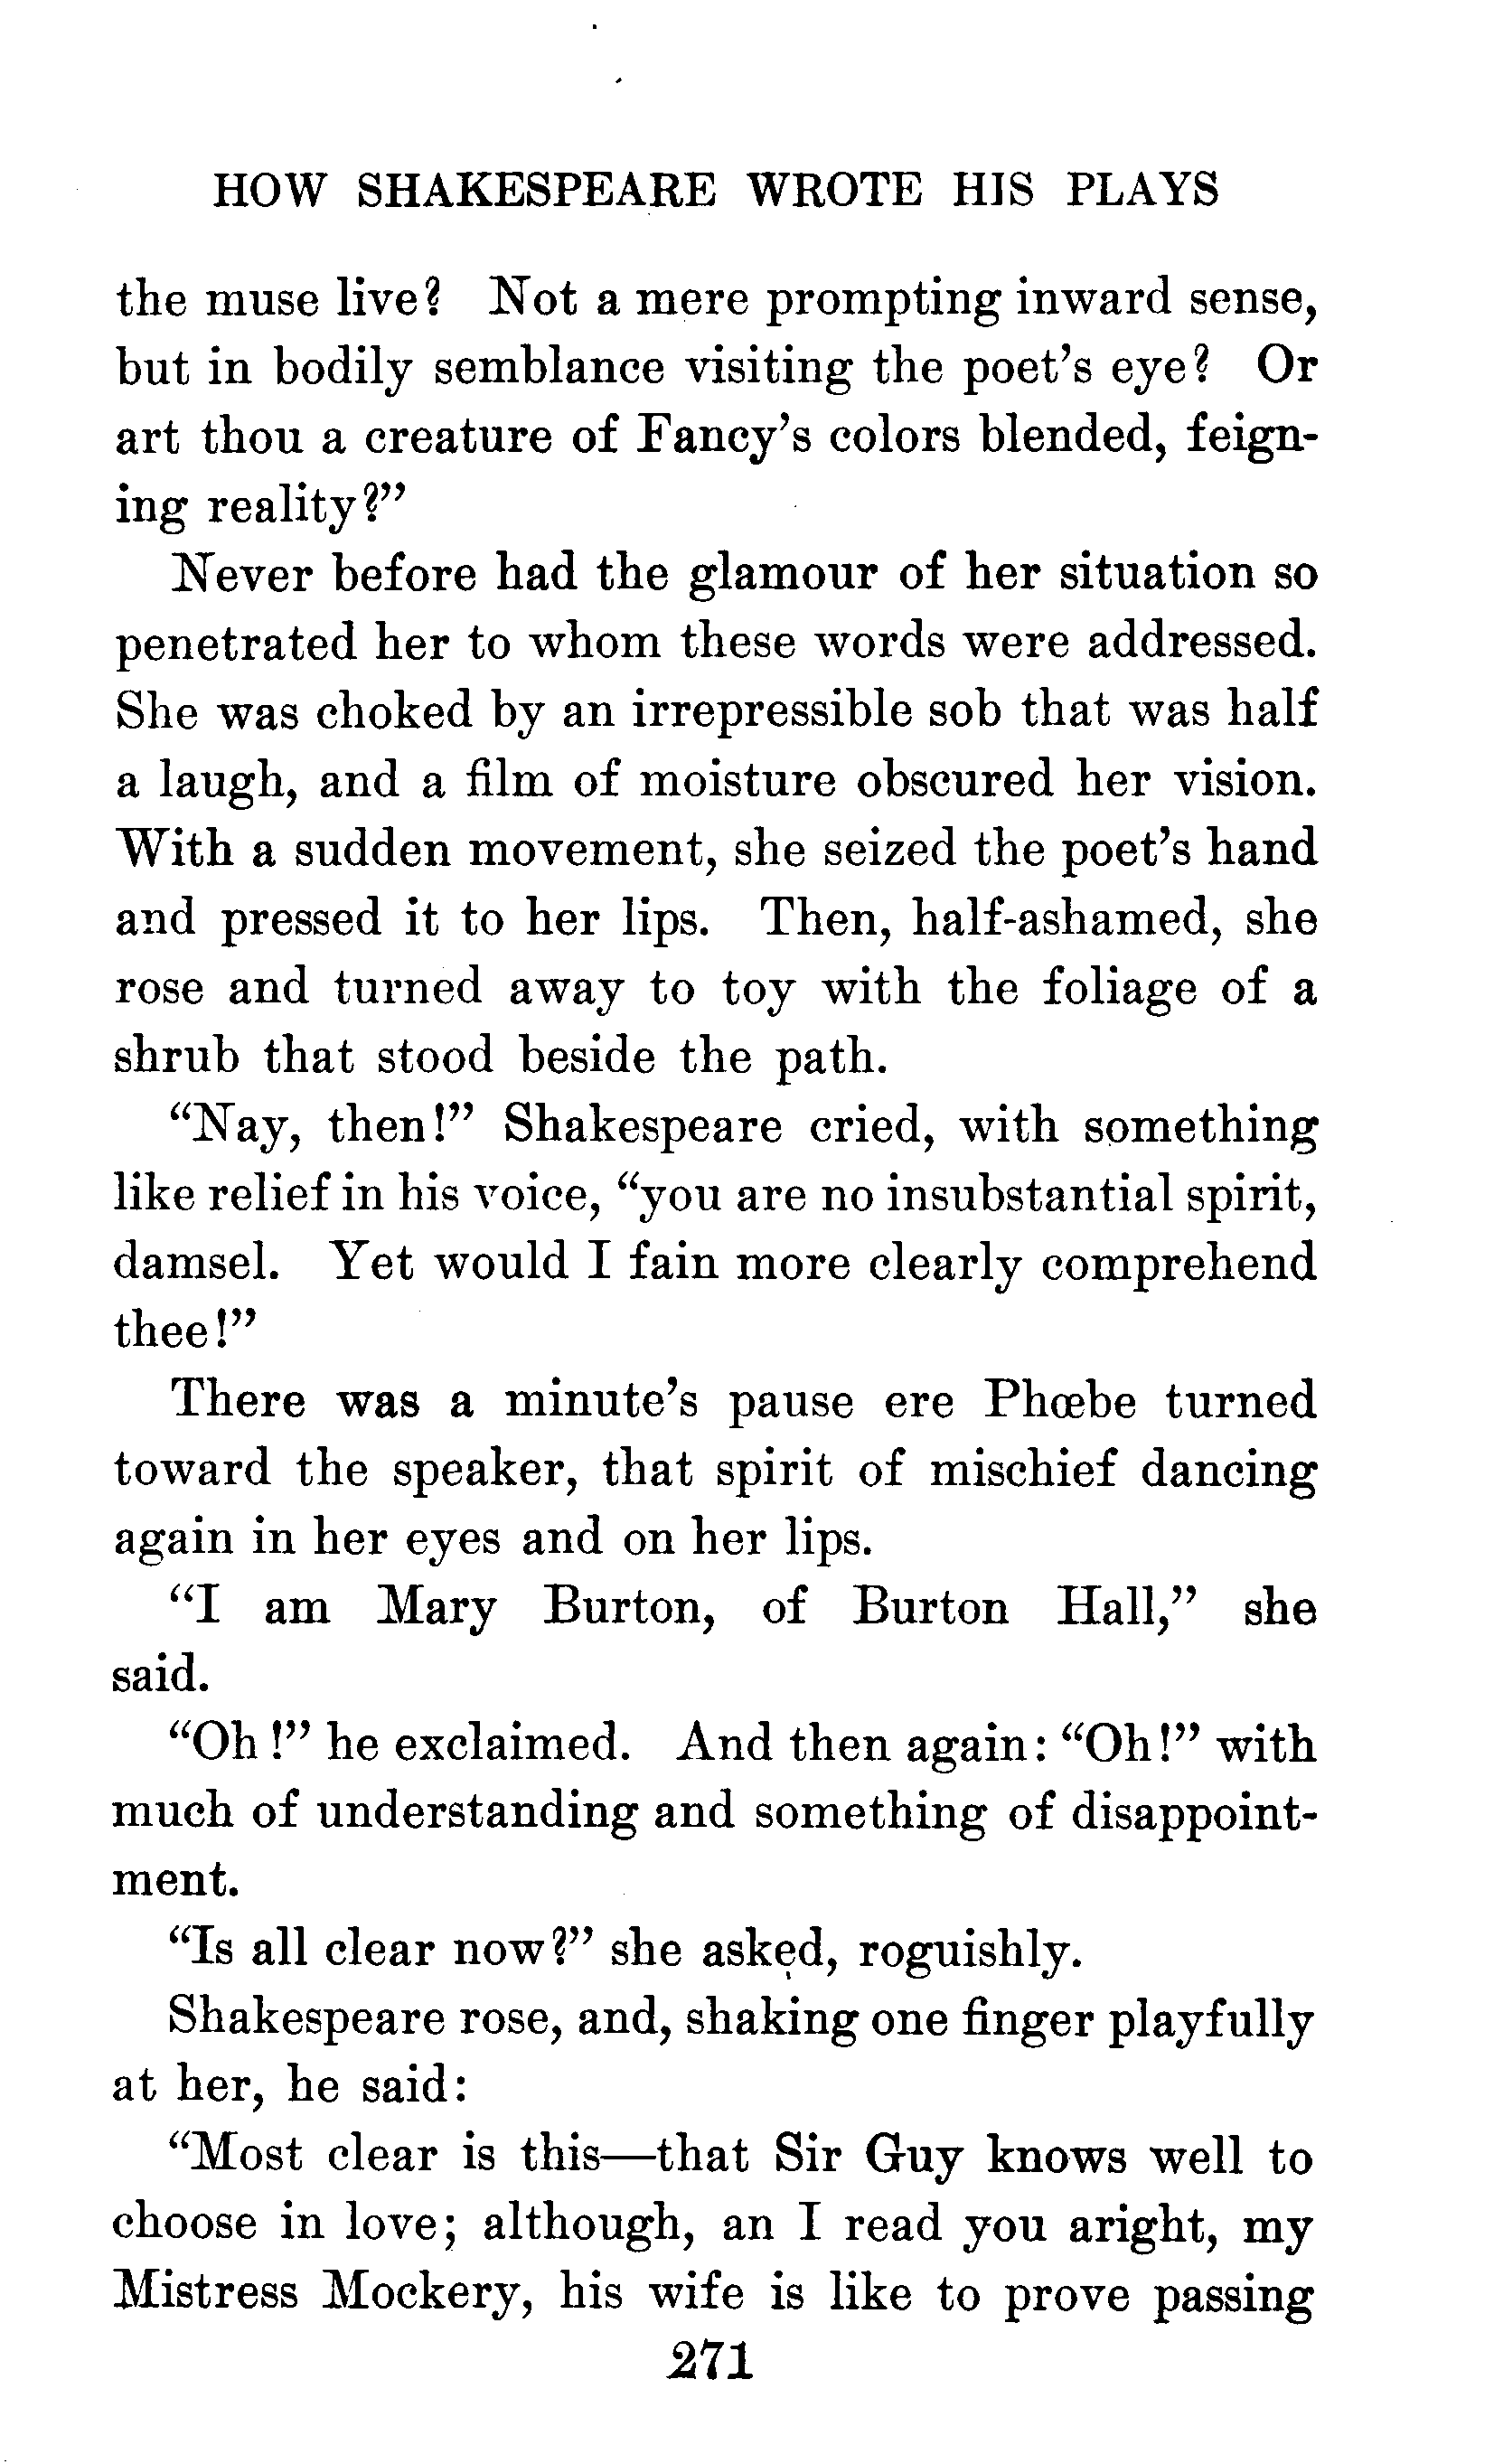 HOW SHAKESPEARE WROTE HIS PLAYS
the muse live? Not a mere prompting inward sense,
but in bodily semblance visiting the poet's eye? Or
art thou a creature of Fancy's colors blended, feign-
ing reality?”
Never before had the glamour of her situation so
penetrated her to whom these words were addressed.
She was choked by an irrepressible sob that was half
a laugh, and a film of moisture obscured her vision.
With a sudden movement, she seized the poet's hand
and pressed it to her lips. Then, half-ashamed, she
rose and turned away to toy with the foliage of a
shrub that stood beside the path.
“Nay, then!” Shakespeare cried, with something
like relief in his voice, “you are no insubstantial spirit,
damsel. Yet would I fain more clearly comprehend
thee!”
There was a minute's pause ere Phœbe turned
toward the speaker, that spirit of mischief dancing
again in her eyes and on her lips.
“I am Mary Burton, of Burton Hall,” she
said.
“Oh!” he exclaimed. And then again: “Oh!” with
much of understanding and something of disappoint-
ment.
“Is all clear now?” she asked, roguishly.
Shakespeare rose, and, shaking one finger playfully
at her, he said:
“Most clear is this—that Sir Guy knows well to
choose in love; although, an I read you aright, my
Mistress Mockery, his wife is like to prove passing
271